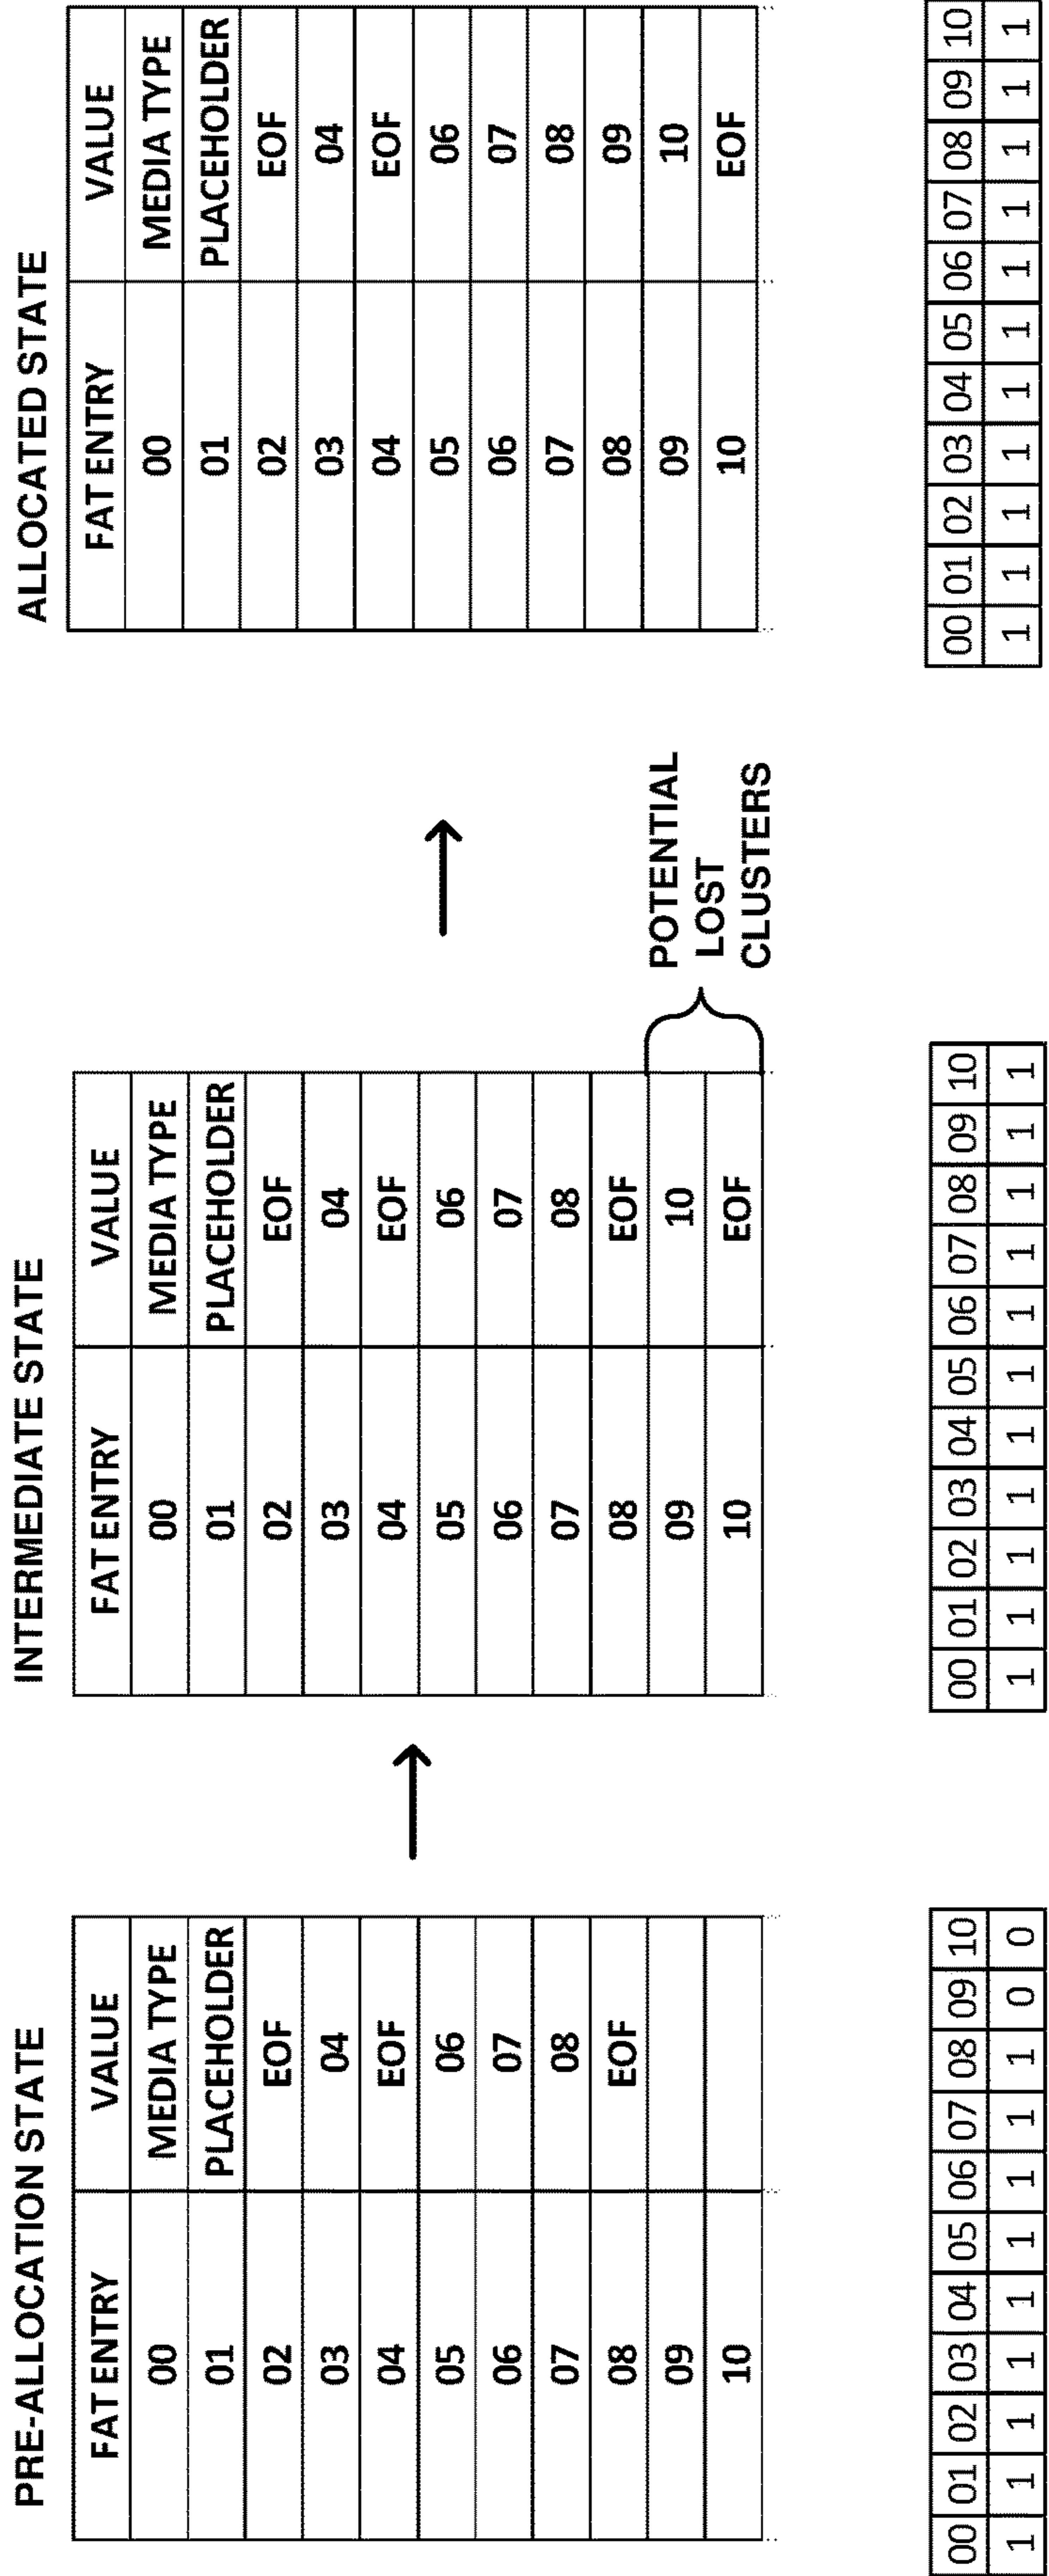 PRE-ALLOCATION STATE
FAT ENTRY VALUE
00 MEDIA TYPE
01 PLACEHOLDER
02 EOF
03 04
04 EOF
05 06
06 07
07 08
08 EOF
09
10
00 01 02 03 04 05 06 07 08 09 10
1 1 1 1 1 1 1 1 1 0 0
INTERMEDIATE STATE
FAT ENTRY VALUE
00 MEDIA TYPE
01 PLACEHOLDER
02 EOF
03 04
04 EOF
05 06
06 07
07 08
08 EOF
09 10
10 EOF
POTENTIAL
LOST
CLUSTERS
00 01 02 03 04 05 06 07 08 09 10
1 1 1 1 1 1 1 1 1 1 1
ALLOCATED STATE
FAT ENTRY VALUE
00 MEDIA TYPE
01 PLACEHOLDER
02 EOF
03 04
04 EOF
05 06
06 07
07 08
08 09
09 10
10 EOF
00 01 02 03 04 05 06 07 08 09 10
1 1 1 1 1 1 1 1 1 1 1